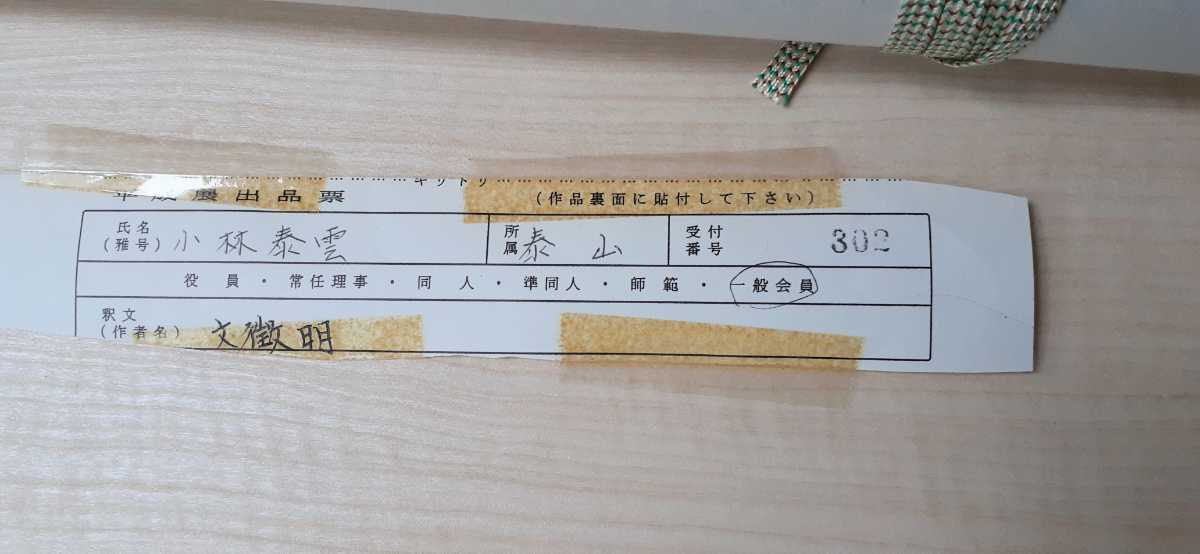 キリトリ
展出品票 (作品裏面に貼付して下さい)
氏名
(雅号) 小林泰雲
所属 泰山
受付
番号 302
役員・常任理事・同人・準同人・師範・一般会員
釈文
(作者名) 文徴明